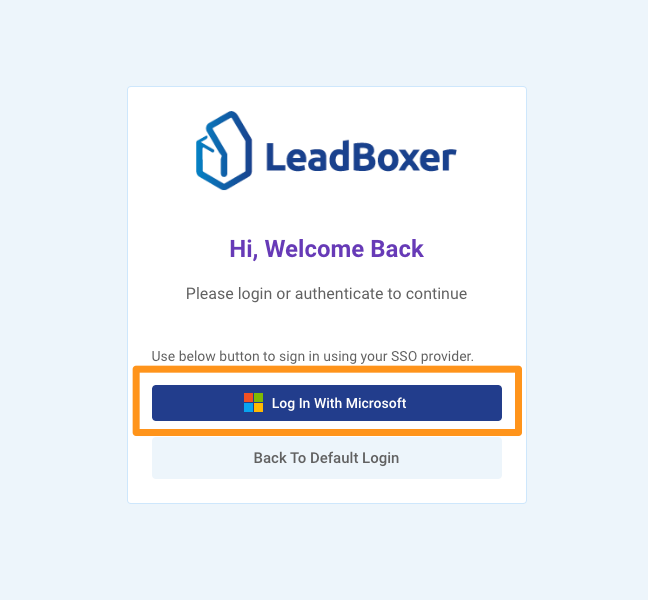 LeadBoxer
Hi, Welcome Back
Please login or authenticate to continue
Use below button to sign in using your SSO provider.
Log In With Microsoft
Back To Default Login